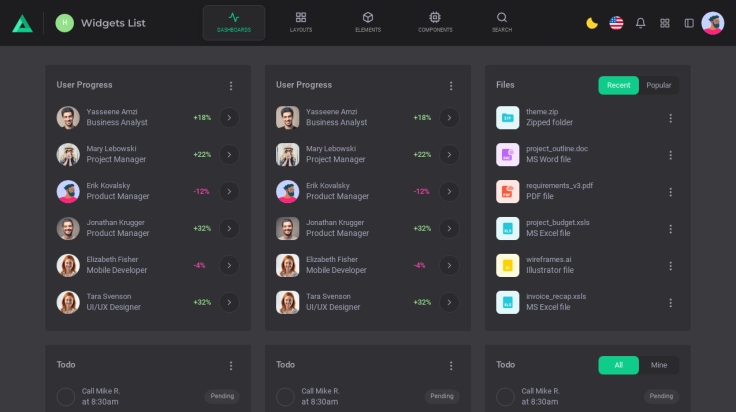 H
Widgets List
DASHBOARDS
LAYOUTS
ELEMENTS
COMPONENTS
SEARCH
User Progress
Yasseene Amzi
Business Analyst
+18%
Mary Lebowski
Project Manager
+22%
Erik Kovalsky
Product Manager
-12%
Jonathan Krugger
Product Manager
+32%
Elizabeth Fisher
Mobile Developer
-4%
Tara Svenson
UI/UX Designer
+32%
User Progress
Yasseene Amzi
Business Analyst
+18%
Mary Lebowski
Project Manager
+22%
Erik Kovalsky
Product Manager
-12%
Jonathan Krugger
Product Manager
+32%
Elizabeth Fisher
Mobile Developer
-4%
Tara Svenson
UI/UX Designer
+32%
Files
Recent
Popular
theme.zip
Zipped folder
project_outline.doc
MS Word file
requirements_v3.pdf
PDF file
project_budget.xsls
MS Excel file
wireframes.ai
Illustrator file
invoice_recap.xsls
MS Excel file
Todo
Call Mike R.
at 8:30am
Pending
Todo
Call Mike R.
at 8:30am
Pending
Todo
All
Mine
Call Mike R.
at 8:30am
Pending